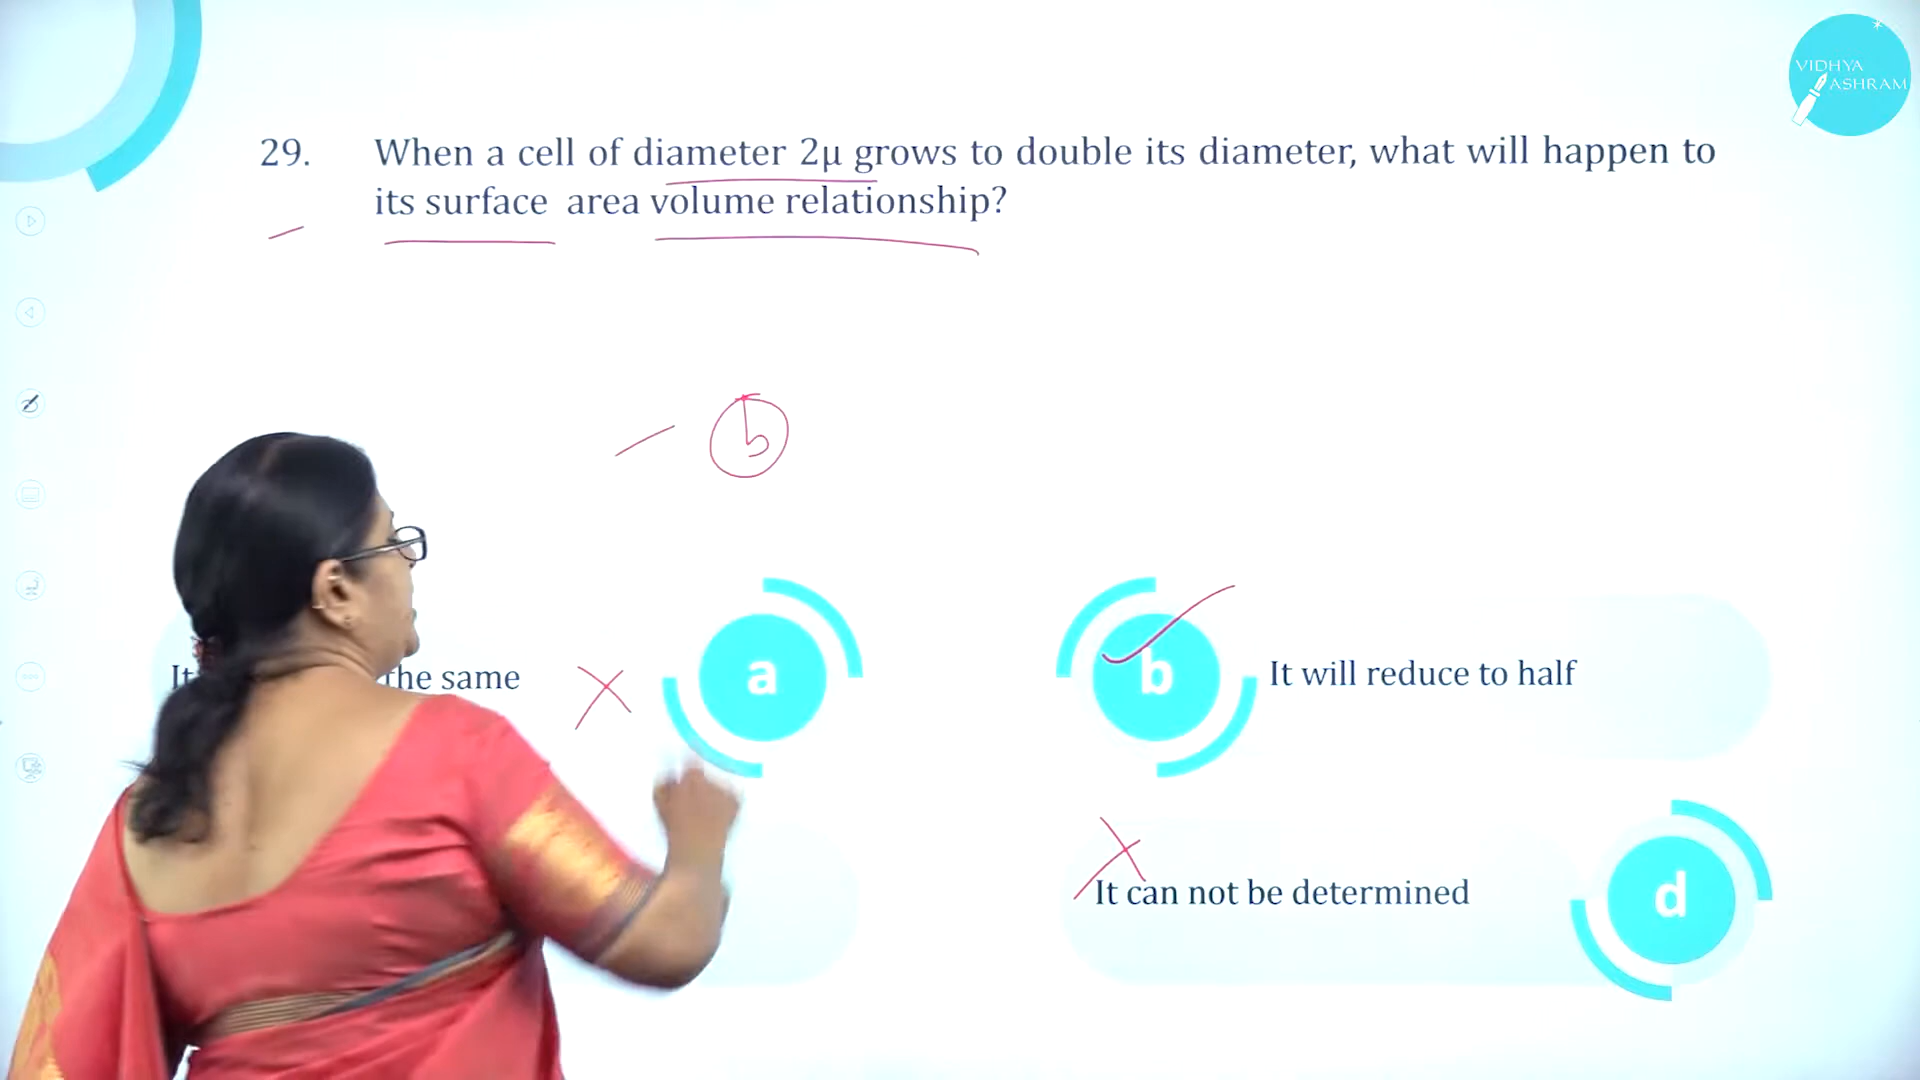 VIDHYA
ASHRAM
29. When a cell of diameter 2μ grows to double its diameter, what will happen to
its surface area volume relationship?
b
It the same
a
b
It will reduce to half
It can not be determined
d